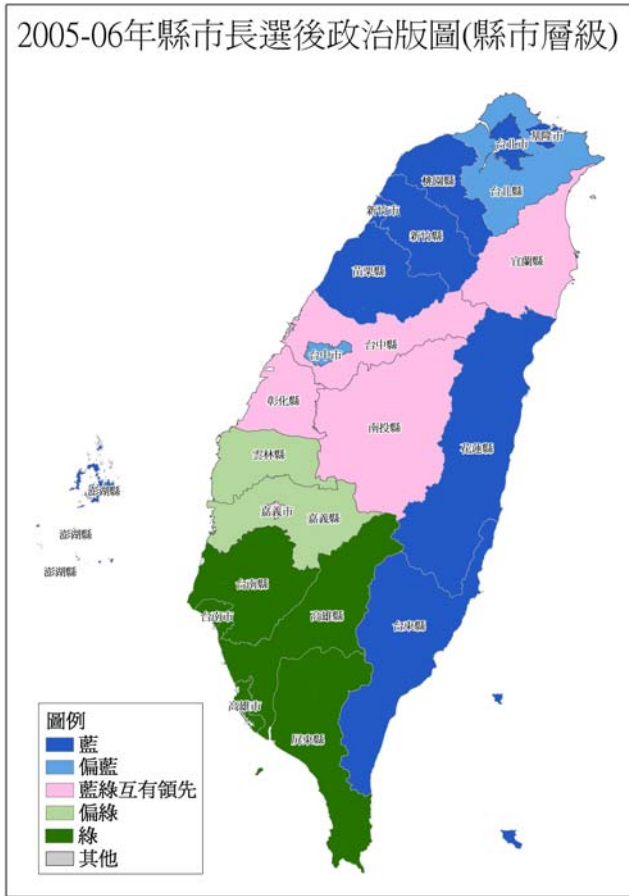 2005-06年縣市長選後政治版圖(縣市層級)
基隆市
台北市
桃園縣
台北縣
新竹市
新竹縣
宜蘭縣
苗栗縣
台中縣
台中市
彰化縣
南投縣
花蓮縣
雲林縣
澎湖縣
嘉義市
嘉義縣
澎湖縣
澎湖縣
台南縣
台南市
高雄縣
台東縣
高雄市
屏東縣
圖例
藍
偏藍
藍綠互有領先
偏綠
綠
其他